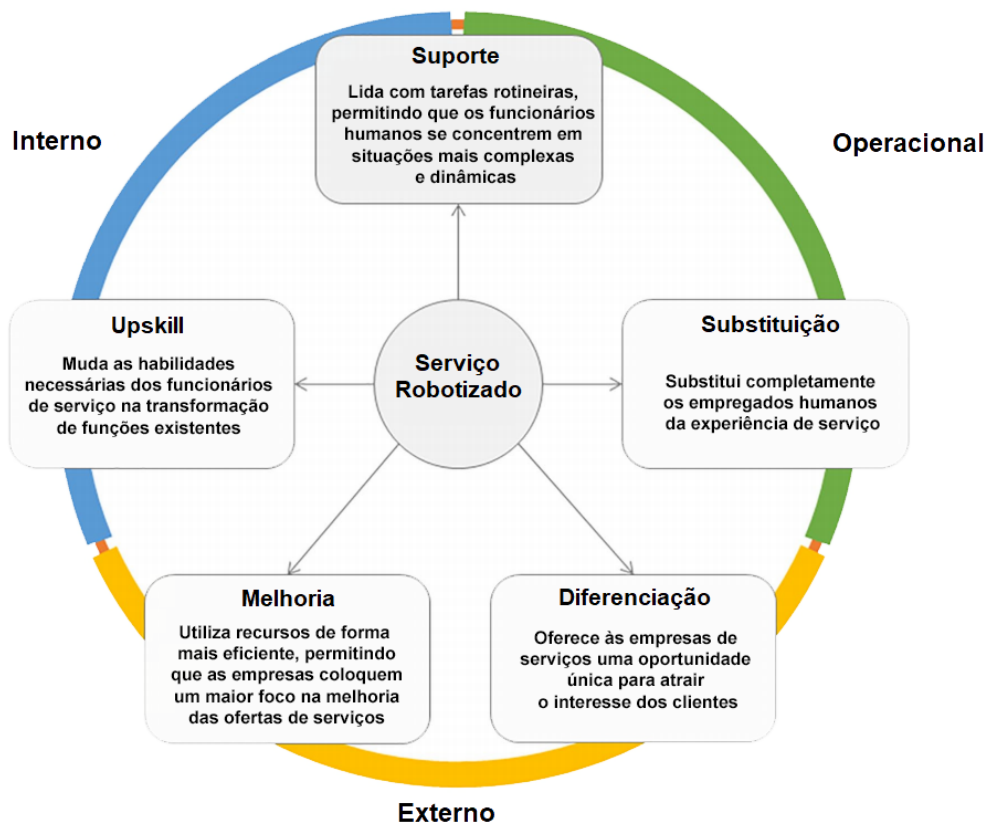 Suporte
Lida com tarefas rotineiras,
permitindo que os funcionários
humanos se concentrem em
situações mais complexas
e dinâmicas
Interno
Operacional
Upskill
Muda as habilidades
necessárias dos funcionários
de serviço na transformação
de funções existentes
Serviço
Robotizado
Substituição
Substitui completamente
os empregados humanos
da experiência de serviço
Melhoria
Utiliza recursos de forma
mais eficiente, permitindo
que as empresas coloquem
um maior foco na melhoria
das ofertas de serviços
Diferenciação
Oferece às empresas de
serviços uma oportunidade
única para atrair
o interesse dos clientes
Externo